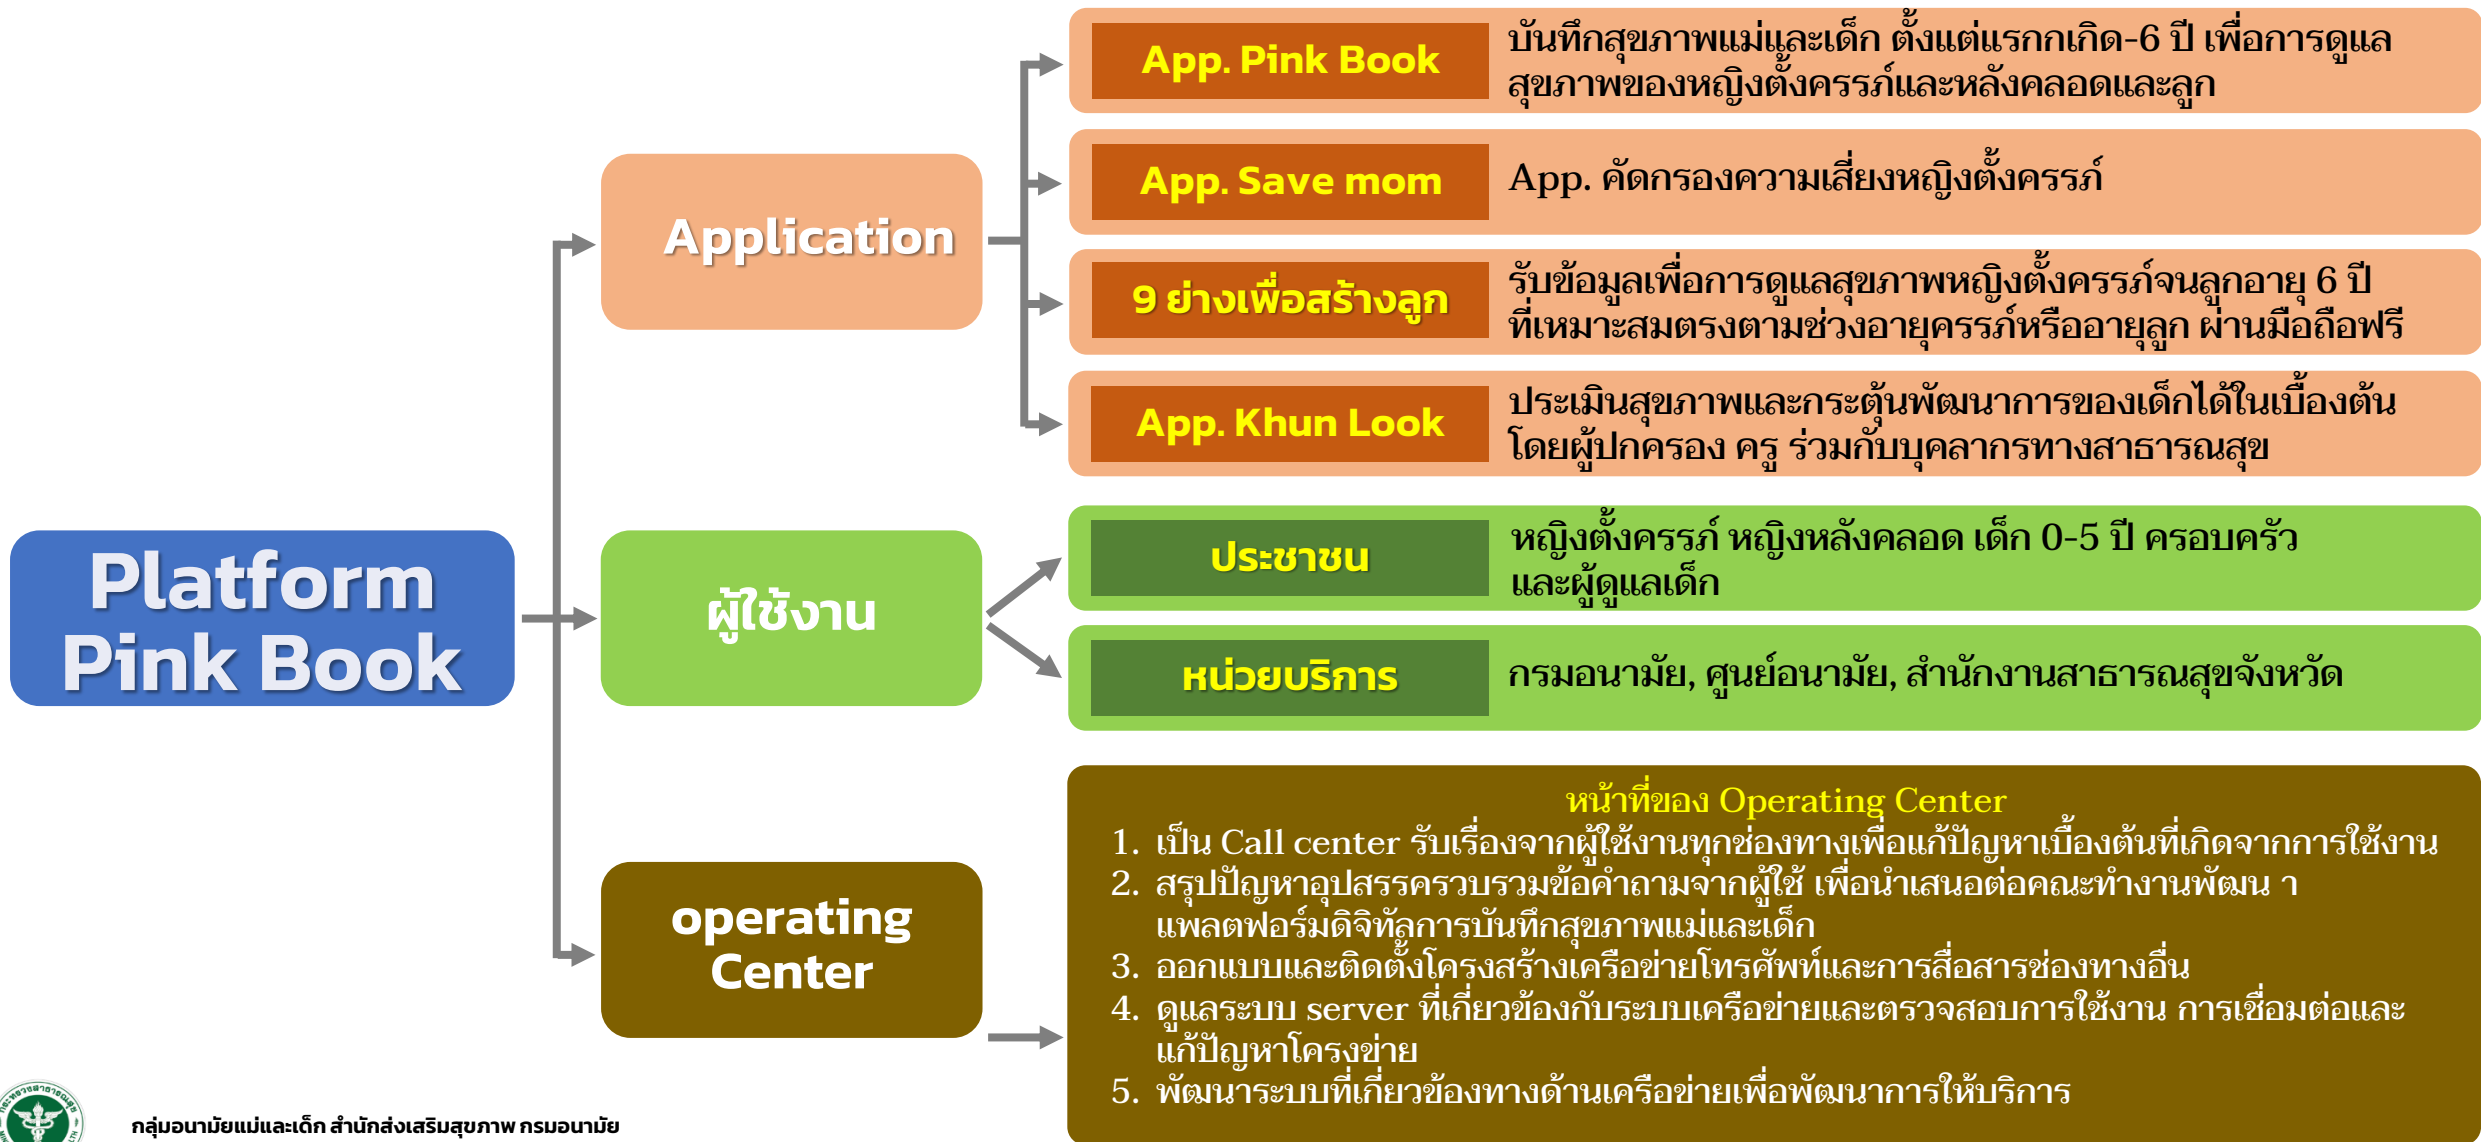 Platform
Pink Book
Application
App. Pink Book
บันทึกสุขภาพแม่และเด็ก ตั้งแต่แรกกเกิด-6 ปี เพื่อการดูแล
สุขภาพของหญิงตั้งครรภ์และหลังคลอดและลูก
App. Save mom
App. คัดกรองความเสี่ยงหญิงตั้งครรภ์
9 ย่างเพื่อสร้างลูก
รับข้อมูลเพื่อการดูแลสุขภาพหญิงตั้งครรภ์จนลูกอายุ 6 ปี
ที่เหมาะสมตรงตามช่วงอายุครรภ์หรืออายุลูก ผ่านมือถือฟรี
App. Khun Look
ประเมินสุขภาพและกระตุ้นพัฒนาการของเด็กได้ในเบื้องต้น
โดยผู้ปกครอง ครู ร่วมกับบุคลากรทางสาธารณสุข
ผู้ใช้งาน
ประชาชน
หญิงตั้งครรภ์ หญิงหลังคลอด เด็ก 0-5 ปี ครอบครัว
และผู้ดูแลเด็ก
หน่วยบริการ
กรมอนามัย, ศูนย์อนามัย, สำนักงานสาธารณสุขจังหวัด
operating
Center
หน้าที่ของ Operating Center
1. เป็น Call center รับเรื่องจากผู้ใช้งานทุกช่องทางเพื่อแก้ปัญหาเบื้องต้นที่เกิดจากการใช้งาน
2. สรุปปัญหาอุปสรรครวบรวมข้อคำถามจากผู้ใช้ เพื่อนำเสนอต่อคณะทำงานพัฒน า
แพลตฟอร์มดิจิทัลการบันทึกสุขภาพแม่และเด็ก
3. ออกแบบและติดตั้งโครงสร้างเครือข่ายโทรศัพท์และการสื่อสารช่องทางอื่น
4. ดูแลระบบ server ที่เกี่ยวข้องกับระบบเครือข่ายและตรวจสอบการใช้งาน การเชื่อมต่อและ
แก้ปัญหาโครงข่าย
5. พัฒนาระบบที่เกี่ยวข้องทางด้านเครือข่ายเพื่อพัฒนาการให้บริการ
กระทรวงสาธารณสุข
กลุ่มอนามัยแม่และเด็ก สำนักส่งเสริมสุขภาพ กรมอนามัย